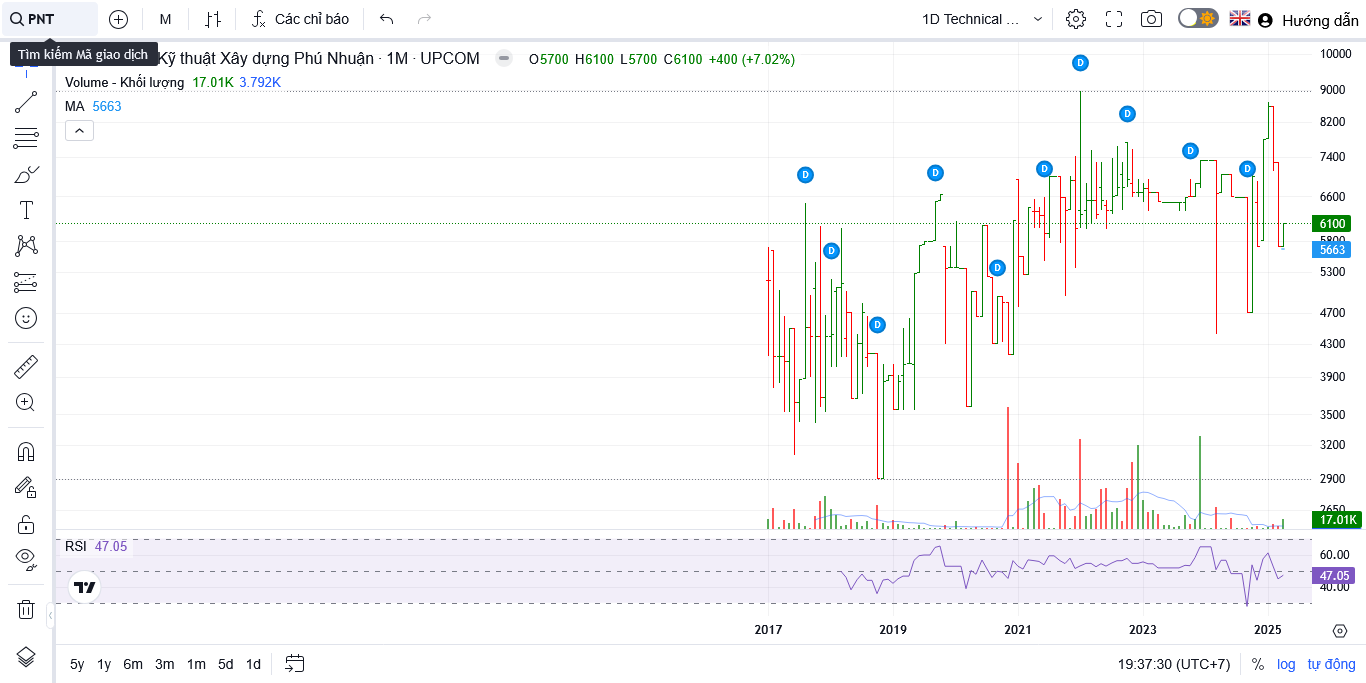 PNT
M
Các chỉ báo
1D Technical ...
Hướng dẫn
Tìm kiếm Mã giao dịch
Kỹ thuật Xây dựng Phú Nhuận · 1M · UPCOM
O5700 H6100 L5700 C6100 +400 (+7.02%)
Volume - Khối lượng 17.01K 3.792K
MA 5663
10000
9000
8200
7400
6600
6100
5800
5663
5300
4700
4300
3900
3500
3200
2900
2650
17.01K
D
D
D
D
D
D
D
D
D
D
RSI 47.05
60.00
47.05
40.00
2017
2019
2021
2023
2025
5y 1y 6m 3m 1m 5d 1d
19:37:30 (UTC+7)
% log tự động